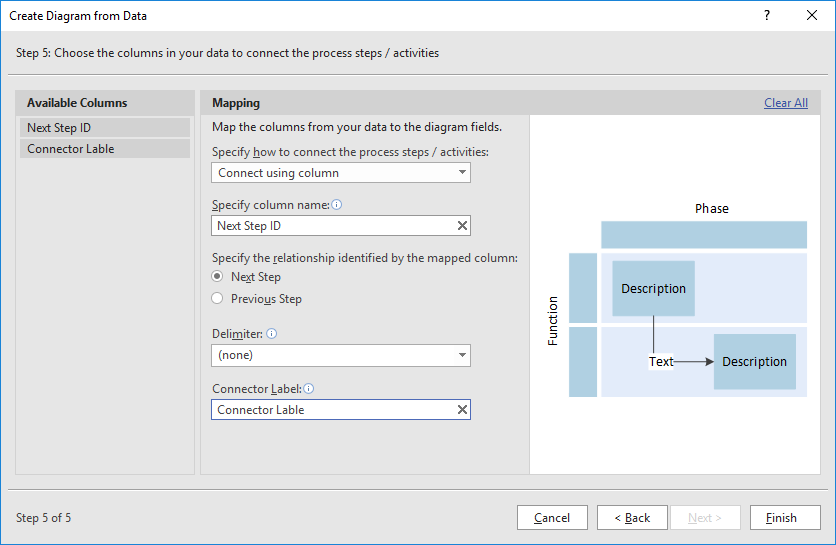 Create Diagram from Data
?
Step 5: Choose the columns in your data to connect the process steps / activities
Available Columns
Next Step ID
Connector Lable
Mapping
Clear All
Map the columns from your data to the diagram fields.
Specify how to connect the process steps / activities:
Connect using column
Specify column name:
Next Step ID
Specify the relationship identified by the mapped column:
Next Step
Previous Step
Delimiter:
(none)
Connector Label:
Connector Lable
Phase
Function
Description
Text
Description
Step 5 of 5
Cancel
< Back
Next >
Finish